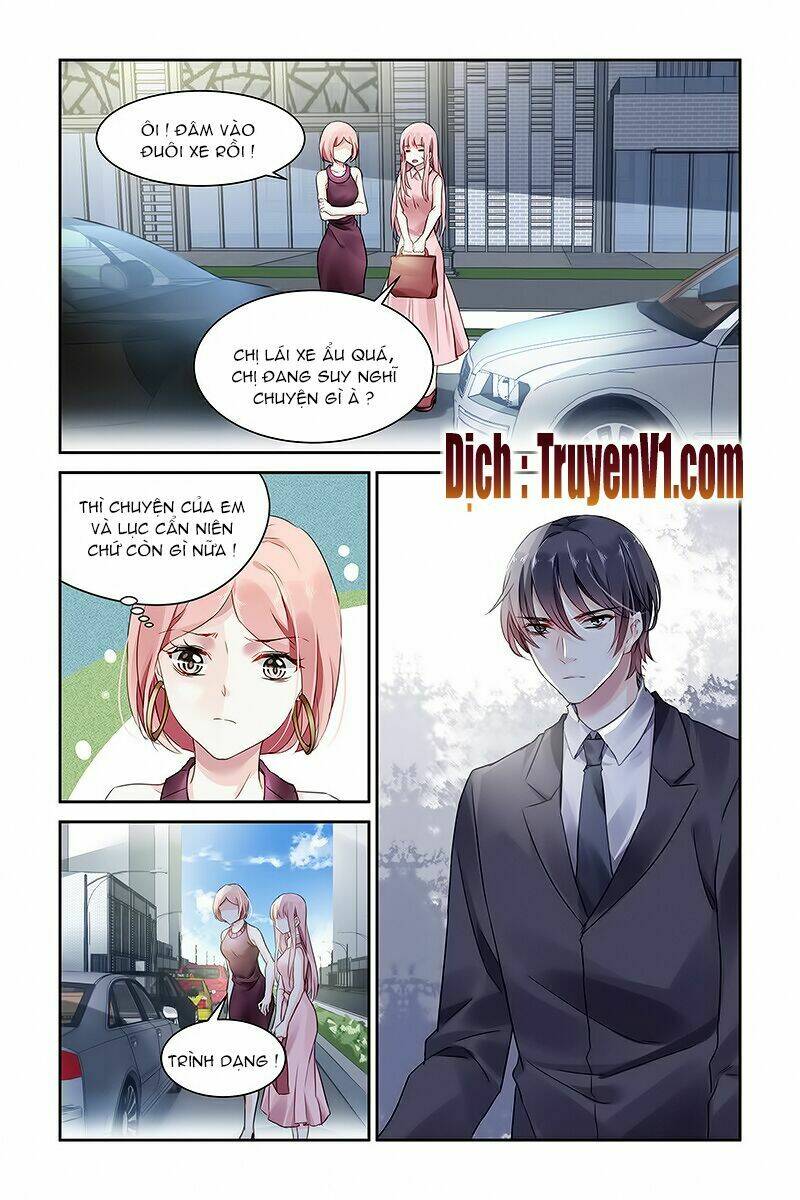 ÔI ! ĐÂM VÀO
ĐUÔI XE RỒI !
CHỊ LÁI XE ẨU QUÁ,
CHỊ ĐANG SUY NGHĨ
CHUYỆN GÌ À ?
Dịch : TruyenV1.com
THÌ CHUYỆN CỦA EM
VÀ LỤC CẨN NIÊN
CHỨ CÒN GÌ NỮA !
TRÌNH DẠNG !